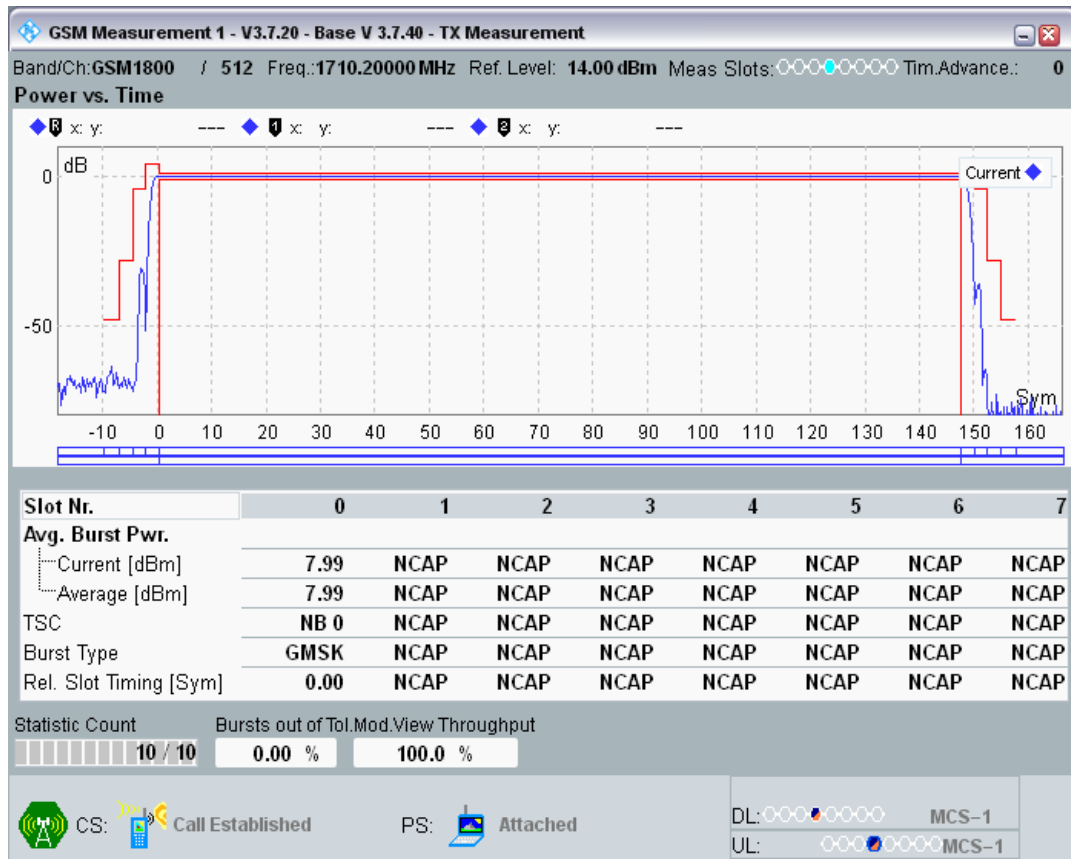 GSM Measurement 1 - V3.7.20 - Base V 3.7.40 - TX Measurement
Band/Ch:GSM1800 / 512 Freq.:1710.20000 MHz Ref. Level: 14.00 dBm Meas Slots: Tim.Advance.: 0
Power vs. Time
R x: y: --- 1 x: y: --- 2 x: y: ---
dB
0
Current
-50
Sym
-10 0 10 20 30 40 50 60 70 80 90 100 110 120 130 140 150 160
Slot Nr. 0 1 2 3 4 5 6 7
Avg. Burst Pwr.
Current [dBm] 7.99 NCAP NCAP NCAP NCAP NCAP NCAP NCAP
Average [dBm] 7.99 NCAP NCAP NCAP NCAP NCAP NCAP NCAP
TSC NB 0 NCAP NCAP NCAP NCAP NCAP NCAP NCAP
Burst Type GMSK NCAP NCAP NCAP NCAP NCAP NCAP NCAP
Rel. Slot Timing [Sym] 0.00 NCAP NCAP NCAP NCAP NCAP NCAP NCAP
Statistic Count Bursts out of Tol. Mod.View Throughput
10 / 10 0.00 % 100.0 %
CS: Call Established PS: Attached
DL: MCS-1
UL: MCS-1